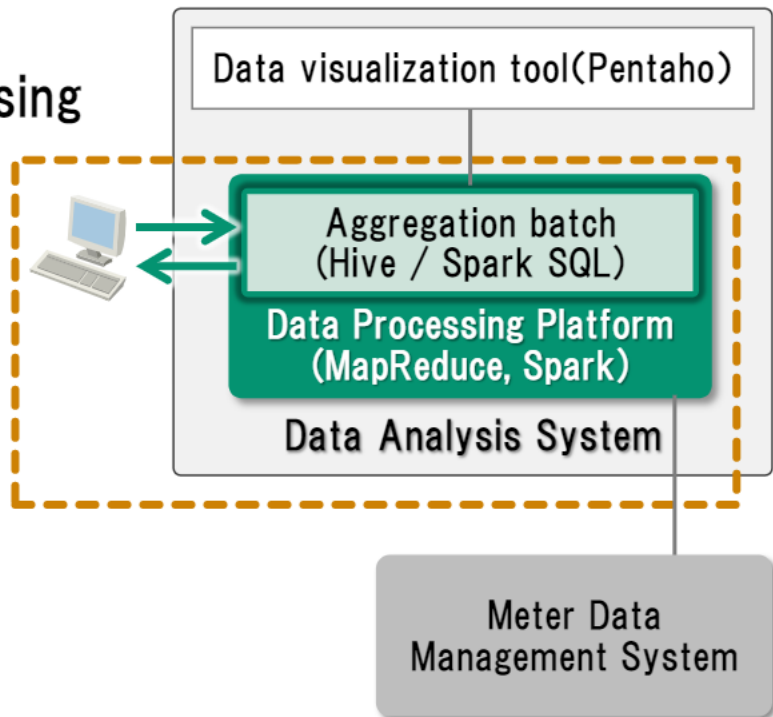 Data visualization tool(Pentaho)
sing
Aggregation batch
(Hive / Spark SQL)
Data Processing Platform
(MapReduce, Spark)
Data Analysis System
Meter Data
Management System